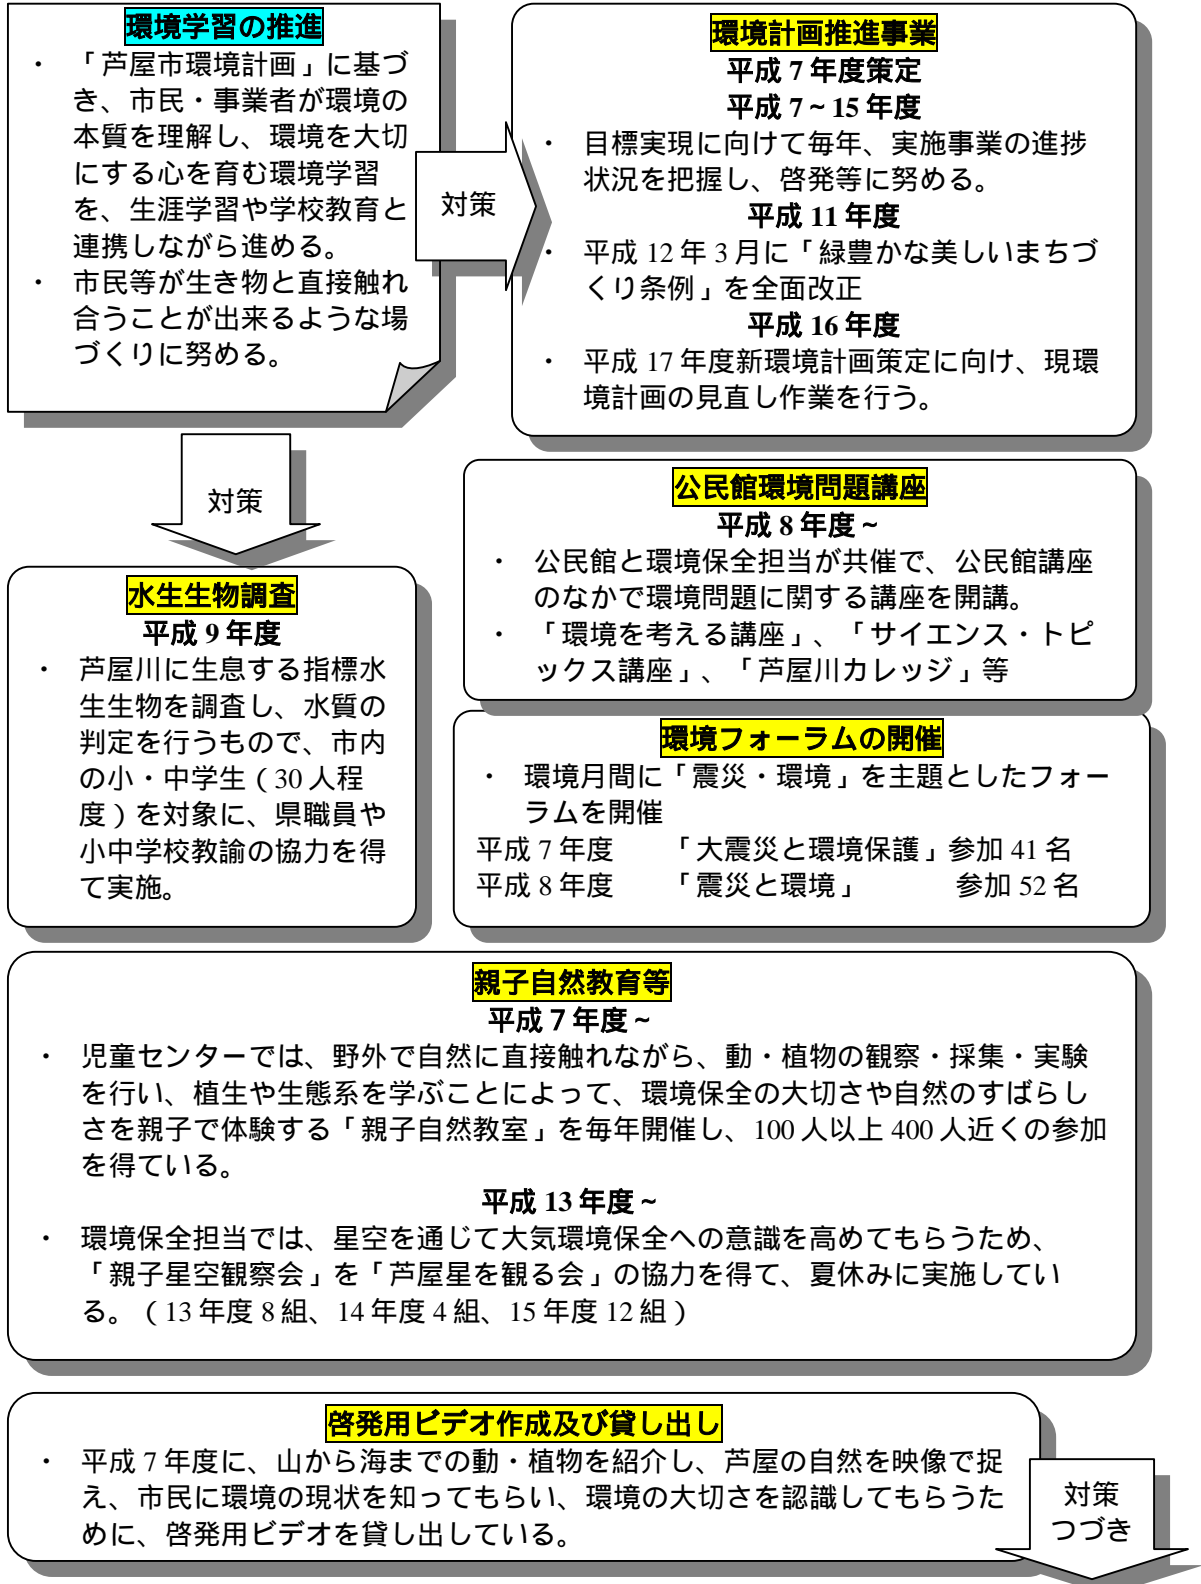 環境学習の推進
・ 「芦屋市環境計画」に基づ
き、市民・事業者が環境の
本質を理解し、環境を大切
にする心を育む環境学習
を、生涯学習や学校教育と
連携しながら進める。
・ 市民等が生き物と直接触れ
合うことが出来るような場
づくりに努める。
対策
環境計画推進事業
平成 7 年度策定
平成 7~15 年度
・ 目標実現に向けて毎年、実施事業の進捗
状況を把握し、啓発等に努める。
平成 11 年度
・ 平成 12 年 3 月に「緑豊かな美しいまちづ
くり条例」を全面改正
平成 16 年度
・ 平成 17 年度新環境計画策定に向け、現環
境計画の見直し作業を行う。
対策
公民館環境問題講座
平成 8 年度~
・ 公民館と環境保全担当が共催で、公民館講座
のなかで環境問題に関する講座を開講。
・ 「環境を考える講座」、「サイエンス・トピ
ックス講座」、「芦屋川カレッジ」等
水生生物調査
平成 9 年度
・ 芦屋川に生息する指標水
生生物を調査し、水質の
判定を行うもので、市内
の小・中学生(30 人程
度)を対象に、県職員や
小中学校教諭の協力を得
て実施。
環境フォーラムの開催
・ 環境月間に「震災・環境」を主題としたフォー
ラムを開催
平成 7 年度 「大震災と環境保護」参加 41 名
平成 8 年度 「震災と環境」 参加 52 名
親子自然教育等
平成 7 年度~
・ 児童センターでは、野外で自然に直接触れながら、動・植物の観察・採集・実験
を行い、植生や生態系を学ぶことによって、環境保全の大切さや自然のすばらし
さを親子で体験する「親子自然教室」を毎年開催し、100 人以上 400 人近くの参加
を得ている。
平成 13 年度~
・ 環境保全担当では、星空を通じて大気環境保全への意識を高めてもらうため、
「親子星空観察会」を「芦屋星を観る会」の協力を得て、夏休みに実施してい
る。(13 年度 8 組、14 年度 4 組、15 年度 12 組)
啓発用ビデオ作成及び貸し出し
・ 平成 7 年度に、山から海までの動・植物を紹介し、芦屋の自然を映像で捉
え、市民に環境の現状を知ってもらい、環境の大切さを認識してもらうた
めに、啓発用ビデオを貸し出している。
対策
つづき